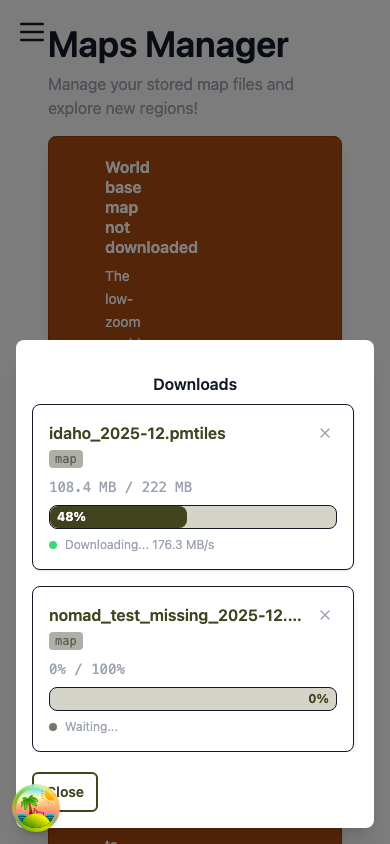 Maps Manager
Manage your stored map files and
explore new regions!
World
base
map
not
downloaded
The
low-
zoom
Downloads
idaho_2025-12.pmtiles
map
108.4 MB / 222 MB
48%
Downloading... 176.3 MB/s
nomad_test_missing_2025-12....
map
0% / 100%
0%
Waiting...
Close
to